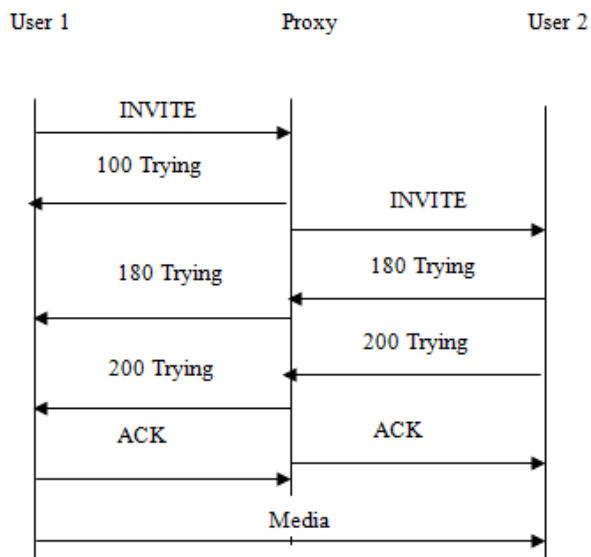 User 1 Proxy User 2
INVITE
100 Trying
INVITE
180 Trying 180 Trying
200 Trying
200 Trying
ACK ACK
Media